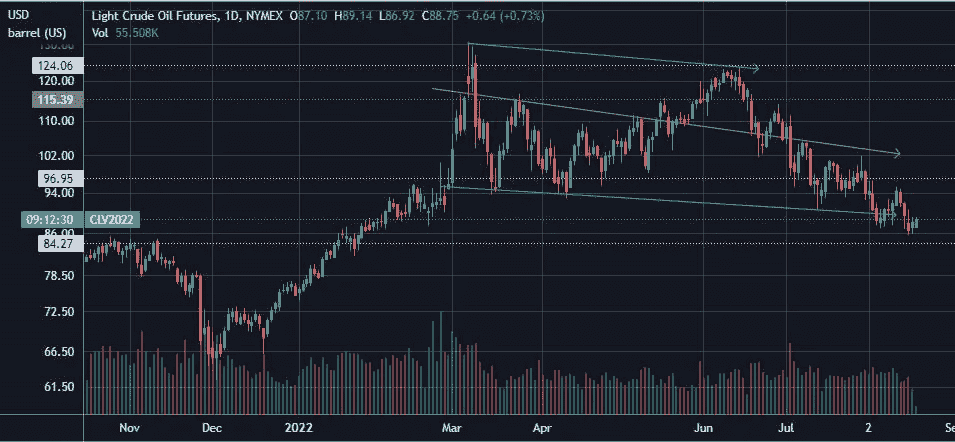 USD
Light Crude Oil Futures, 1D, NYMEX O87.10 H89.14 L86.92 C88.75 +0.64 (+0.73%)
barrel (US)
Vol 55.508K
130.00
124.06
120.00
115.39
110.00
102.00
96.95
94.00
09:12:30 CLV2022
86.00
84.27
78.50
72.50
66.50
61.50
Nov Dec 2022 Mar Apr Jun Jul 2 Se